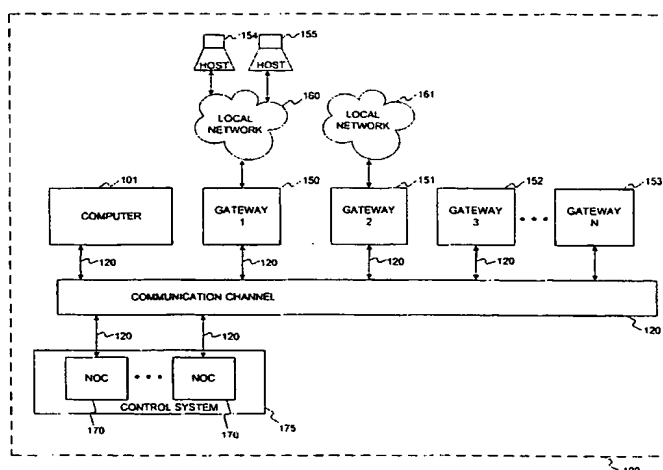 154
155
HOST
HOST
160
161
LOCAL
NETWORK
LOCAL
NETWORK
101
150
151
152
153
COMPUTER
GATEWAY
1
GATEWAY
2
GATEWAY
3
GATEWAY
N
120
120
120
120
COMMUNICATION CHANNEL
120
120
120
NOC
NOC
CONTROL SYSTEM
170
170
175
100